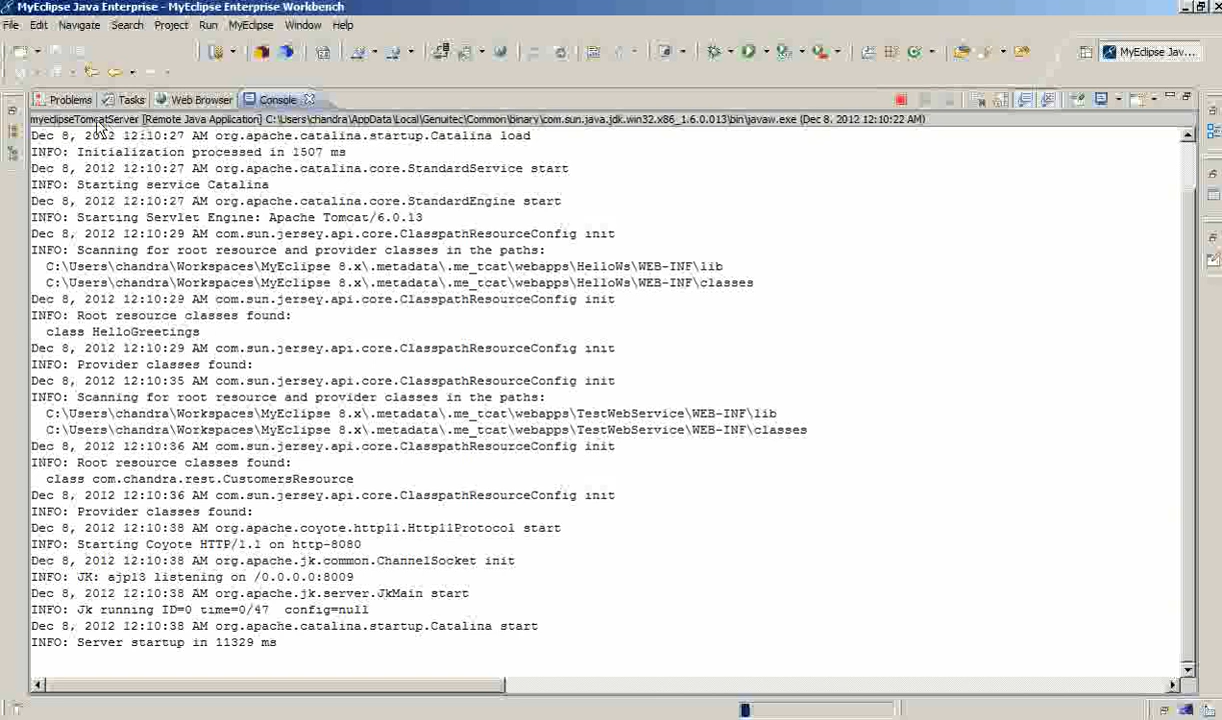 MyEclipse Java Enterprise - MyEclipse Enterprise Workbench
File Edit Navigate Search Project Run MyEclipse Window Help
MyEclipse Jav...
Problems Tasks Web Browser Console
myeclipseTomcatServer [Remote Java Application] C:\Users\chandra\AppData\Local\Genuitec\Common\binary\com.sun.java.jdk.win32.x86_1.6.0.013\bin\javaw.exe (Dec 8, 2012 12:10:22 AM)
Dec 8, 2012 12:10:27 AM org.apache.catalina.startup.Catalina load
INFO: Initialization processed in 1507 ms
Dec 8, 2012 12:10:27 AM org.apache.catalina.core.StandardService start
INFO: Starting service Catalina
Dec 8, 2012 12:10:27 AM org.apache.catalina.core.StandardEngine start
INFO: Starting Servlet Engine: Apache Tomcat/6.0.13
Dec 8, 2012 12:10:29 AM com.sun.jersey.api.core.ClasspathResourceConfig init
INFO: Scanning for root resource and provider classes in the paths:
C:\Users\chandra\Workspaces\MyEclipse 8.x\.metadata\.me_tcat\webapps\HelloWs\WEB-INF\lib
C:\Users\chandra\Workspaces\MyEclipse 8.x\.metadata\.me_tcat\webapps\HelloWs\WEB-INF\classes
Dec 8, 2012 12:10:29 AM com.sun.jersey.api.core.ClasspathResourceConfig init
INFO: Root resource classes found:
class HelloGreetings
Dec 8, 2012 12:10:29 AM com.sun.jersey.api.core.ClasspathResourceConfig init
INFO: Provider classes found:
Dec 8, 2012 12:10:35 AM com.sun.jersey.api.core.ClasspathResourceConfig init
INFO: Scanning for root resource and provider classes in the paths:
C:\Users\chandra\Workspaces\MyEclipse 8.x\.metadata\.me_tcat\webapps\TestWebService\WEB-INF\lib
C:\Users\chandra\Workspaces\MyEclipse 8.x\.metadata\.me_tcat\webapps\TestWebService\WEB-INF\classes
Dec 8, 2012 12:10:36 AM com.sun.jersey.api.core.ClasspathResourceConfig init
INFO: Root resource classes found:
class com.chandra.rest.CustomersResource
Dec 8, 2012 12:10:36 AM com.sun.jersey.api.core.ClasspathResourceConfig init
INFO: Provider classes found:
Dec 8, 2012 12:10:38 AM org.apache.coyote.http11.Http11Protocol start
INFO: Starting Coyote HTTP/1.1 on http-8080
Dec 8, 2012 12:10:38 AM org.apache.jk.common.ChannelSocket init
INFO: JK: ajp13 listening on /0.0.0.0:8009
Dec 8, 2012 12:10:38 AM org.apache.jk.server.JkMain start
INFO: Jk running ID=0 time=0/47  config=null
Dec 8, 2012 12:10:38 AM org.apache.catalina.startup.Catalina start
INFO: Server startup in 11329 ms